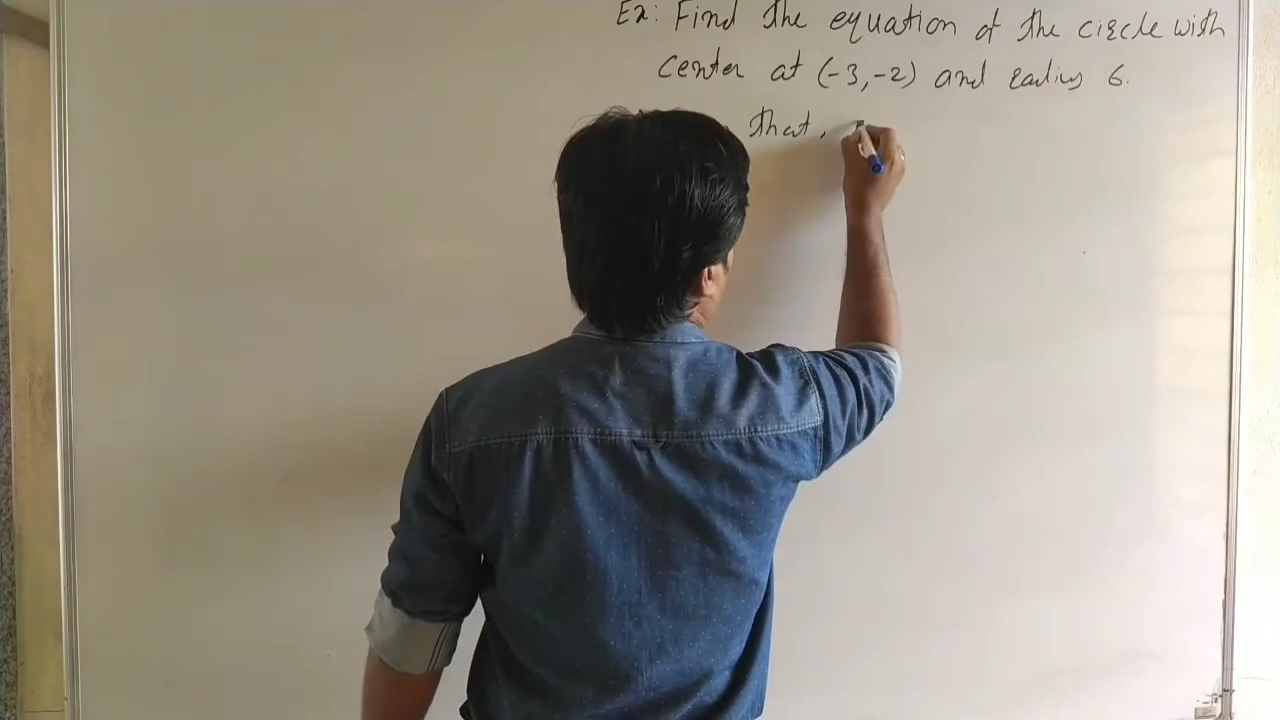 Ex: Find the equation of the circle with
center at (-3,-2) and radius 6.
that,